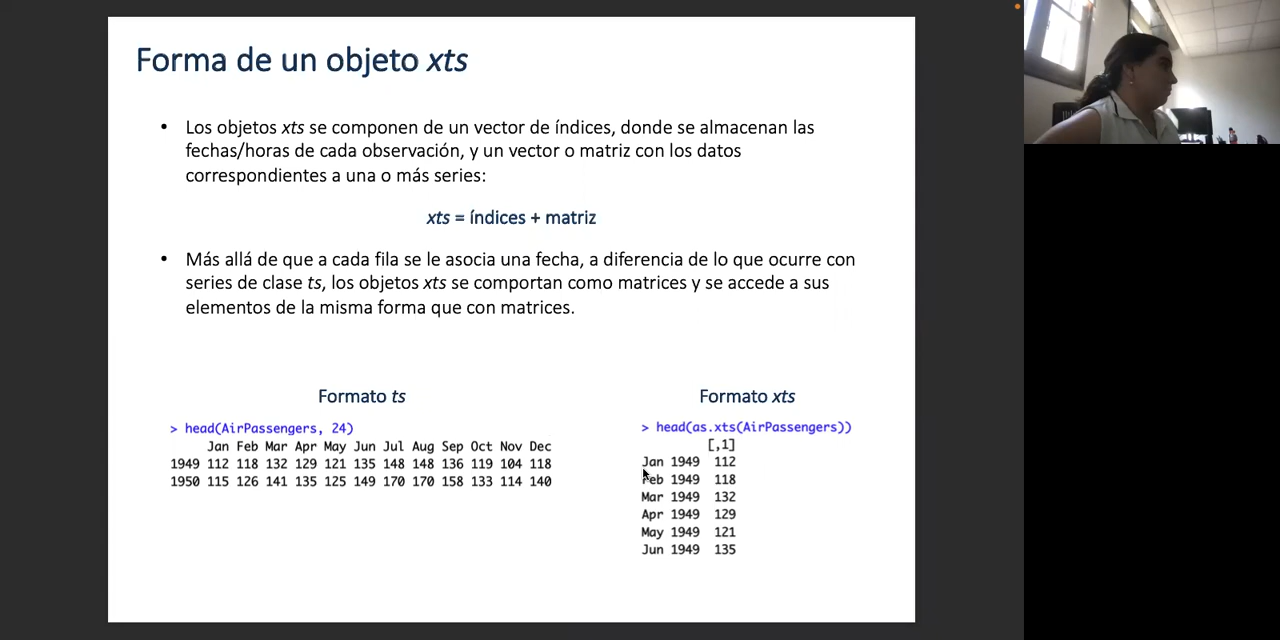 Forma de un objeto xts
• Los objetos xts se componen de un vector de índices, donde se almacenan las
fechas/horas de cada observación, y un vector o matriz con los datos
correspondientes a una o más series:
xts = índices + matriz
• Más allá de que a cada fila se le asocia una fecha, a diferencia de lo que ocurre con
series de clase ts, los objetos xts se comportan como matrices y se accede a sus
elementos de la misma forma que con matrices.
Formato ts
> head(AirPassengers, 24)
Jan Feb Mar Apr May Jun Jul Aug Sep Oct Nov Dec
1949 112 118 132 129 121 135 148 148 136 119 104 118
1950 115 126 141 135 125 149 170 170 158 133 114 140
Formato xts
> head(as.xts(AirPassengers))
[,1]
Jan 1949 112
Feb 1949 118
Mar 1949 132
Apr 1949 129
May 1949 121
Jun 1949 135